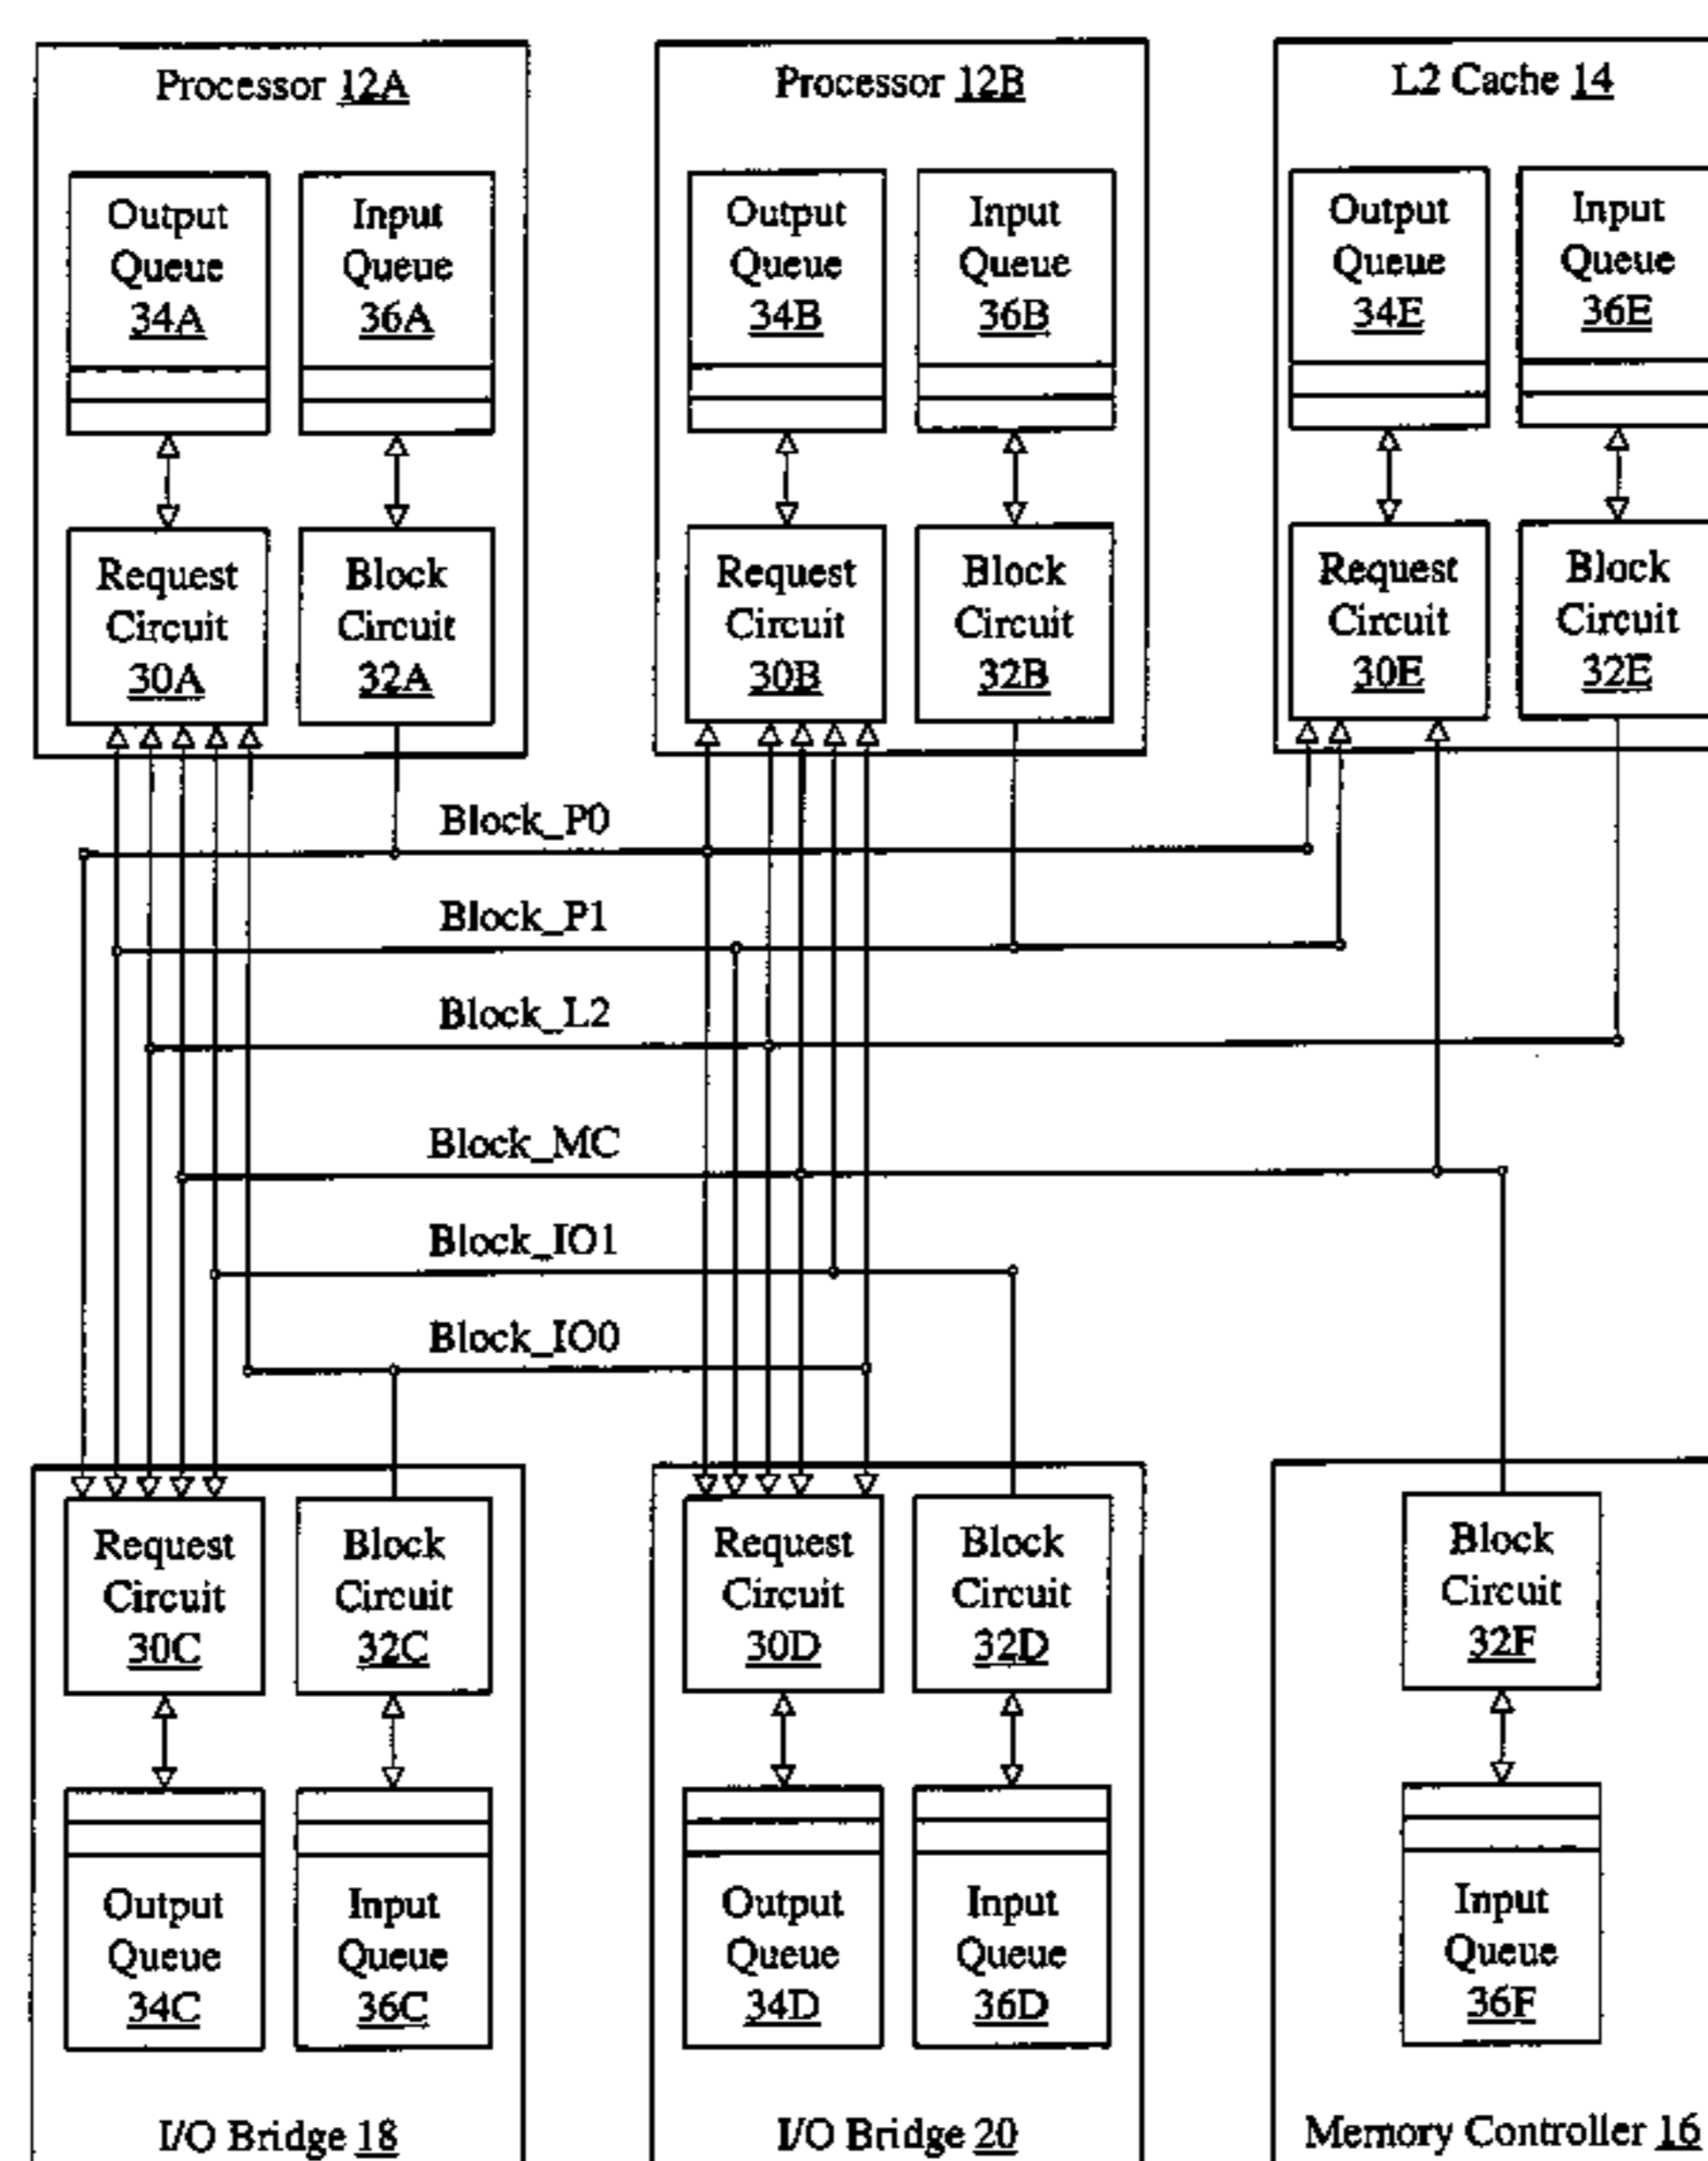 Processor 12A
Output
Queue
34A
Input
Queue
36A
Request
Circuit
30A
Block
Circuit
32A
Processor 12B
Output
Queue
34B
Input
Queue
36B
Request
Circuit
30B
Block
Circuit
32B
L2 Cache 14
Output
Queue
34E
Input
Queue
36E
Request
Circuit
30E
Block
Circuit
32E
Block_P0
Block_P1
Block_L2
Block_MC
Block_IO1
Block_IO0
Request
Circuit
30C
Block
Circuit
32C
Output
Queue
34C
Input
Queue
36C
I/O Bridge 18
Request
Circuit
30D
Block
Circuit
32D
Output
Queue
34D
Input
Queue
36D
I/O Bridge 20
Block
Circuit
32F
Input
Queue
36F
Memory Controller 16